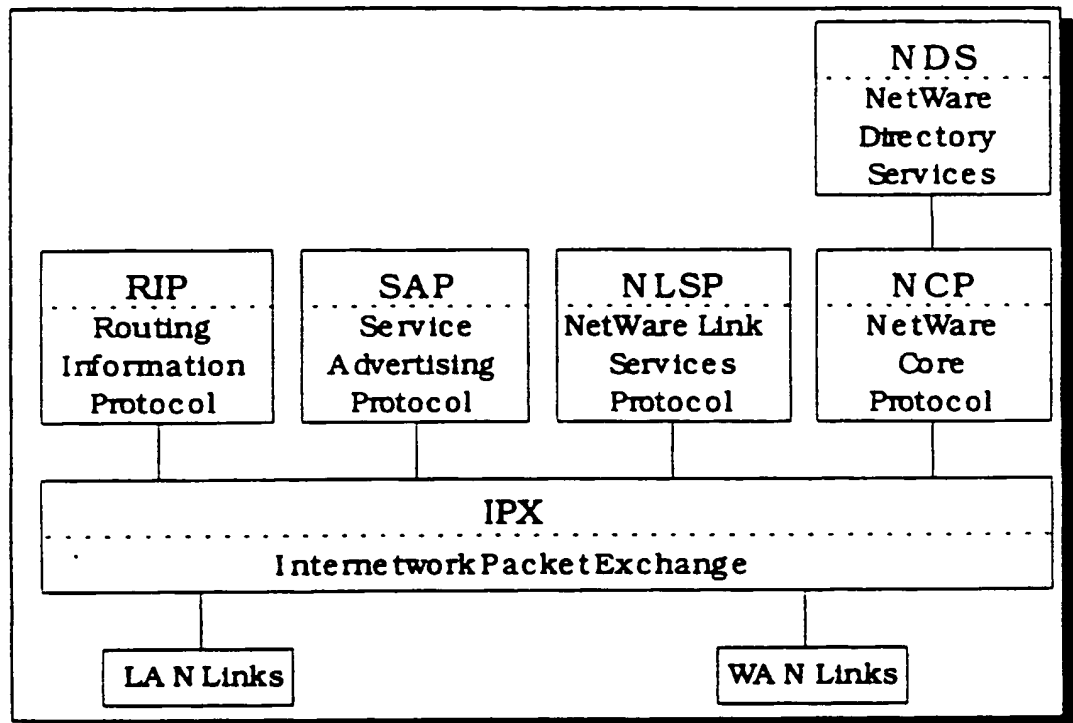 NDS
NetWare
Directory
Services
RIP
Routing
Information
Protocol
SAP
Service
Advertising
Protocol
NLSP
NetWare Link
Services
Protocol
NCP
NetWare
Core
Protocol
IPX
Internetwork Packet Exchange
LAN Links
WAN Links